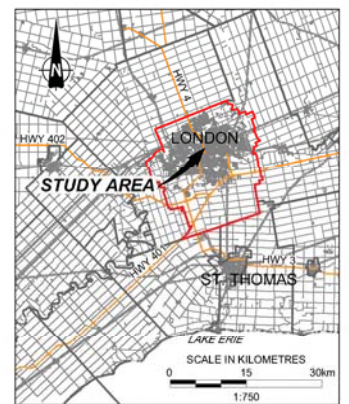 N
HWY 4
LONDON
HWY 402
STUDY AREA
HWY 401
HWY 3
ST. THOMAS
LAKE ERIE
SCALE IN KILOMETRES
0 15 30km
1:750